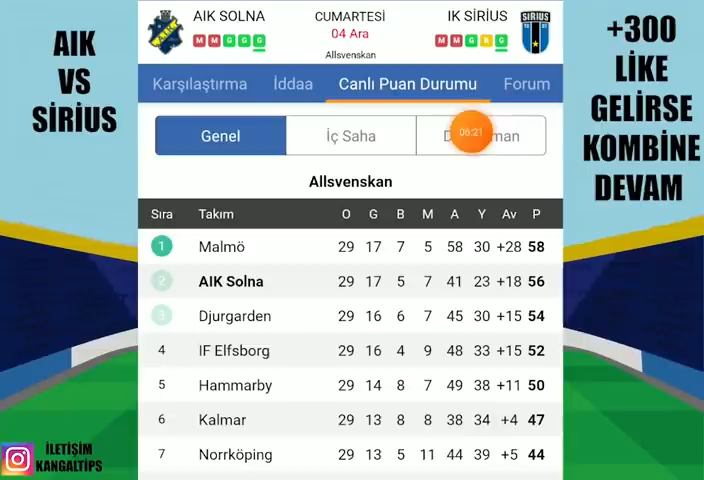 AIK
VS
SİRİUS
AIK SOLNA
M M G G G
CUMARTESİ
04 Ara
Allsvenskan
IK SİRİUS
M M G B G
SIRIUS
+300
LİKE
GELİRSE
KOMBİNE
DEVAM
Karşılaştırma İddaa Canlı Puan Durumu Forum
Genel İç Saha
06:21
Allsvenskan
Sıra Takım O G B M A Y Av P
1 Malmö 29 17 7 5 58 30 +28 58
2 AIK Solna 29 17 5 7 41 23 +18 56
3 Djurgarden 29 16 6 7 45 30 +15 54
4 IF Elfsborg 29 16 4 9 48 33 +15 52
5 Hammarby 29 14 8 7 49 38 +11 50
6 Kalmar 29 13 8 8 38 34 +4 47
7 Norrköping 29 13 5 11 44 39 +5 44
İLETİŞİM
KANGALTİPS